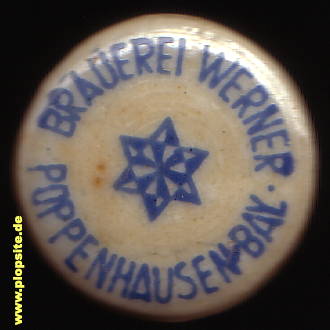 BRAUEREI WERNER
POPPENHAUSEN-BAY.
www.plopsite.de